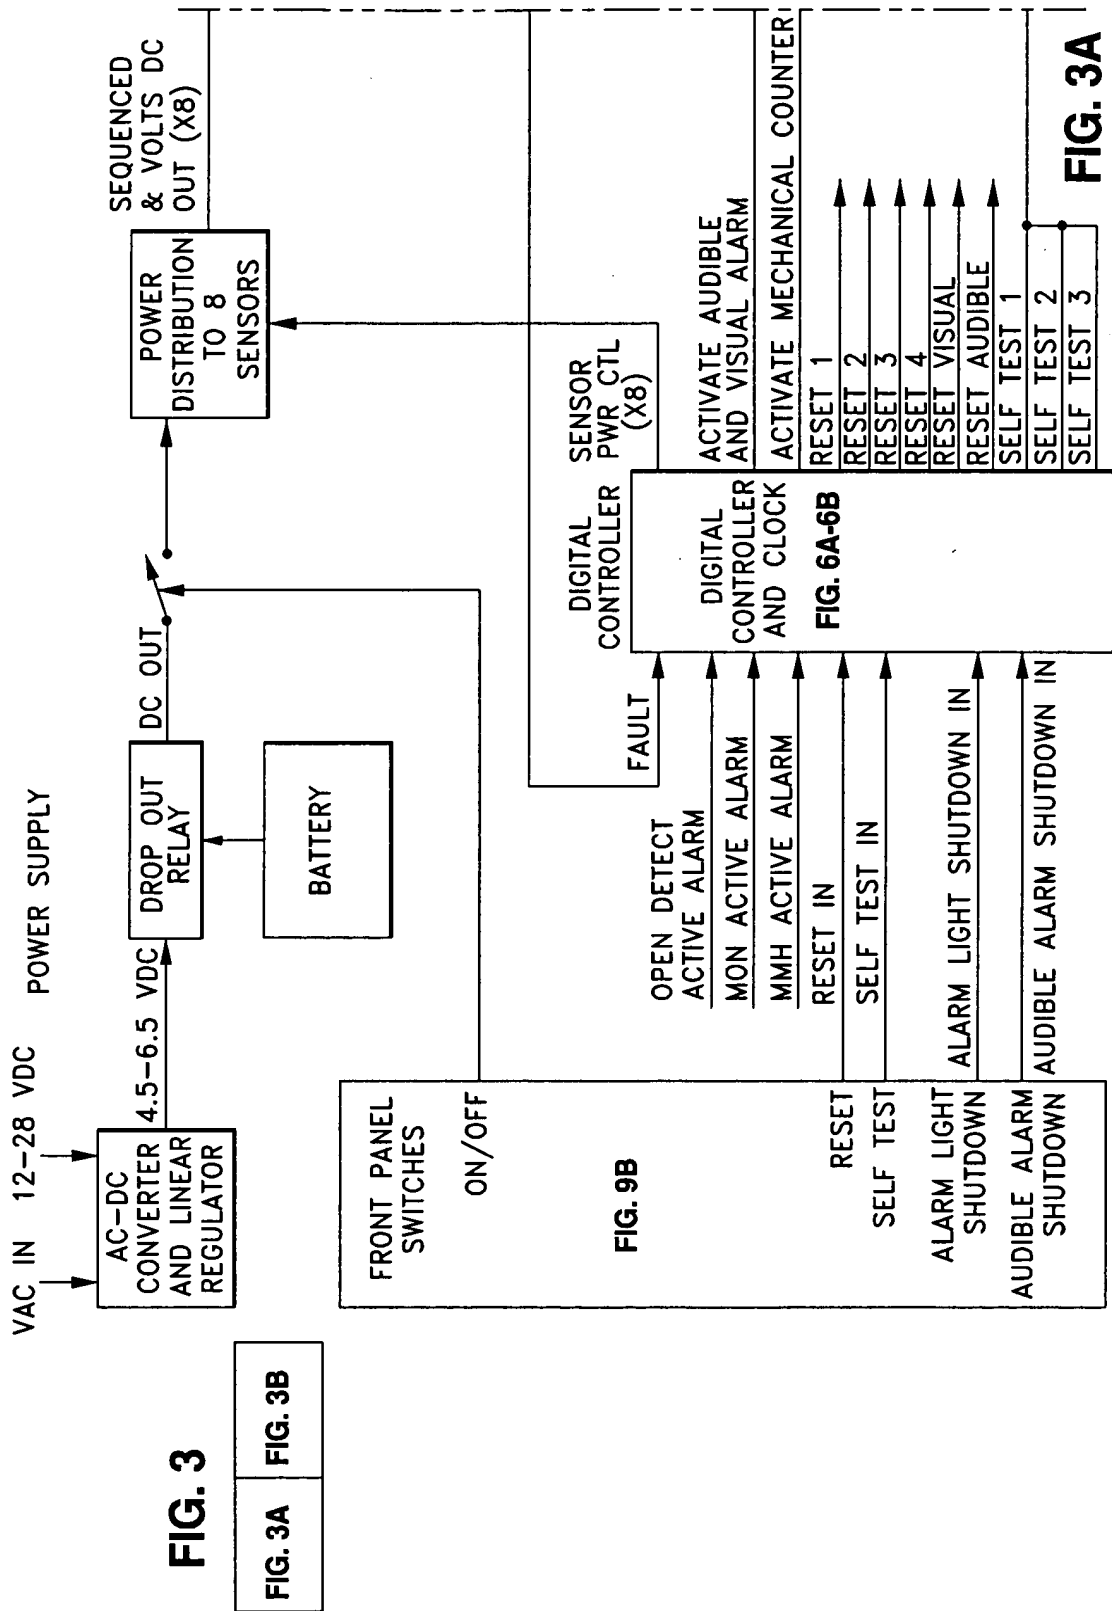 FIG. 3
FIG. 3A
FIG. 3B
VAC IN
12-28 VDC
POWER SUPPLY
AC-DC
CONVERTER
AND LINEAR
REGULATOR
4.5-6.5 VDC
DROP OUT
RELAY
BATTERY
DC OUT
POWER
DISTRIBUTION
TO 8
SENSORS
SEQUENCED
& VOLTS DC
OUT (X8)
FRONT PANEL
SWITCHES
ON/OFF
FIG. 9B
RESET
SELF TEST
ALARM LIGHT
SHUTDOWN
AUDIBLE ALARM
SHUTDOWN
FAULT
OPEN DETECT
ACTIVE ALARM
MON ACTIVE ALARM
MMH ACTIVE ALARM
RESET IN
SELF TEST IN
ALARM LIGHT SHUTDOWN IN
AUDIBLE ALARM SHUTDOWN IN
DIGITAL
CONTROLLER
DIGITAL
CONTROLLER
AND CLOCK
FIG. 6A-6B
SENSOR
PWR CTL
(X8)
ACTIVATE AUDIBLE
AND VISUAL ALARM
ACTIVATE MECHANICAL COUNTER
RESET 1
RESET 2
RESET 3
RESET 4
RESET VISUAL
RESET AUDIBLE
SELF TEST 1
SELF TEST 2
SELF TEST 3
FIG. 3A